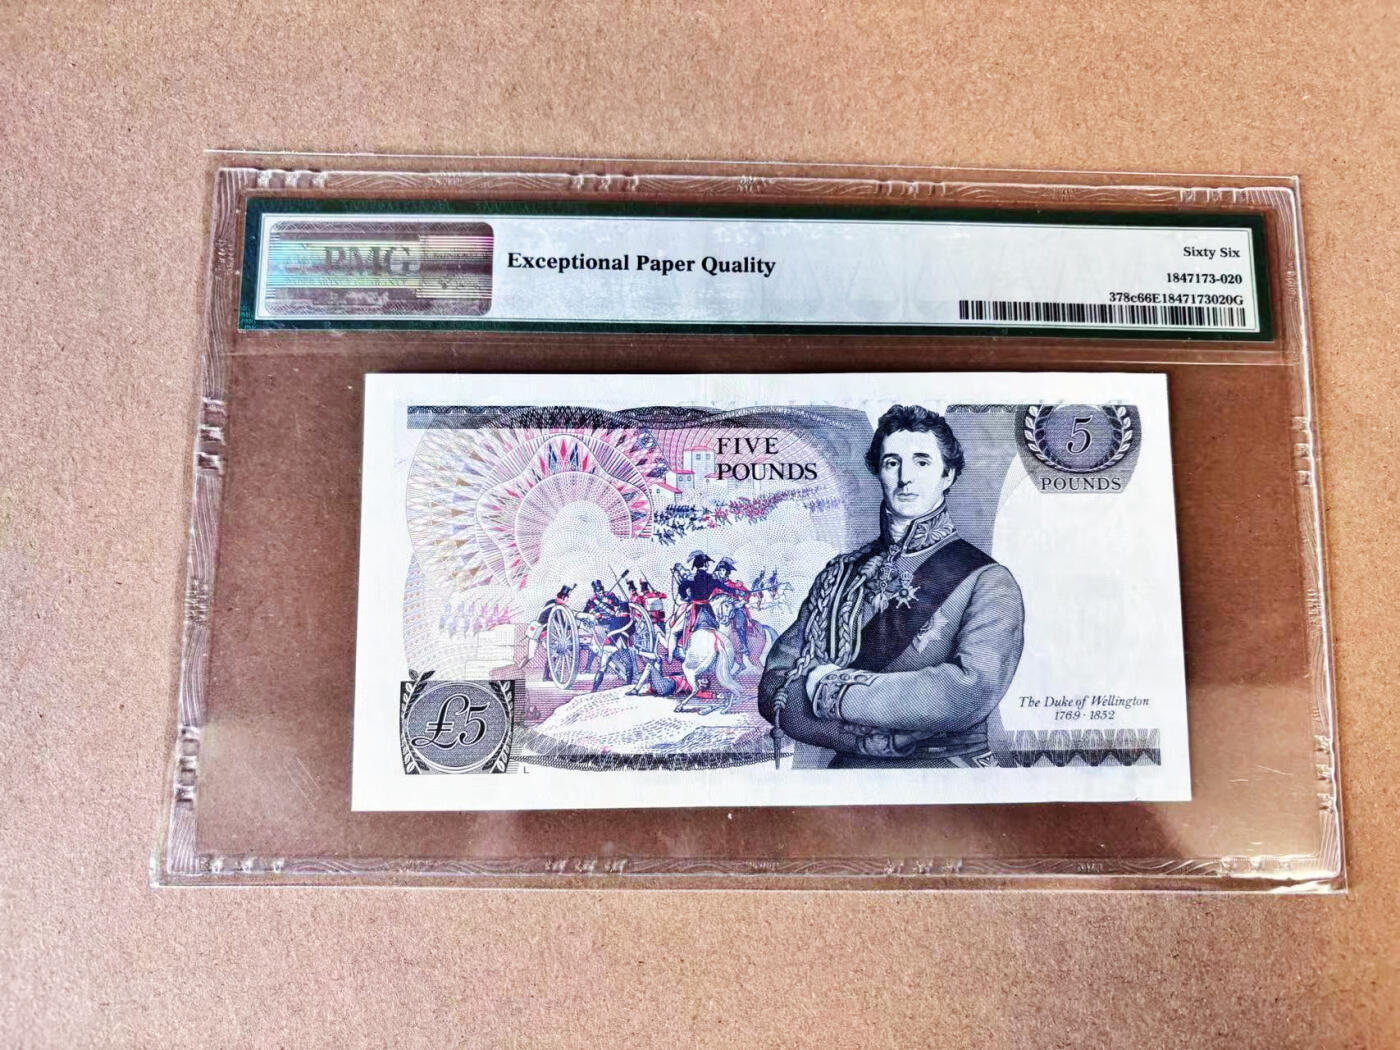 PMG
Exceptional Paper Quality
Sixty Six
1847173-020
378c66E1847173020G
FIVE
POUNDS
5
POUNDS
The Duke of Wellington
1769 · 1852
£5
L